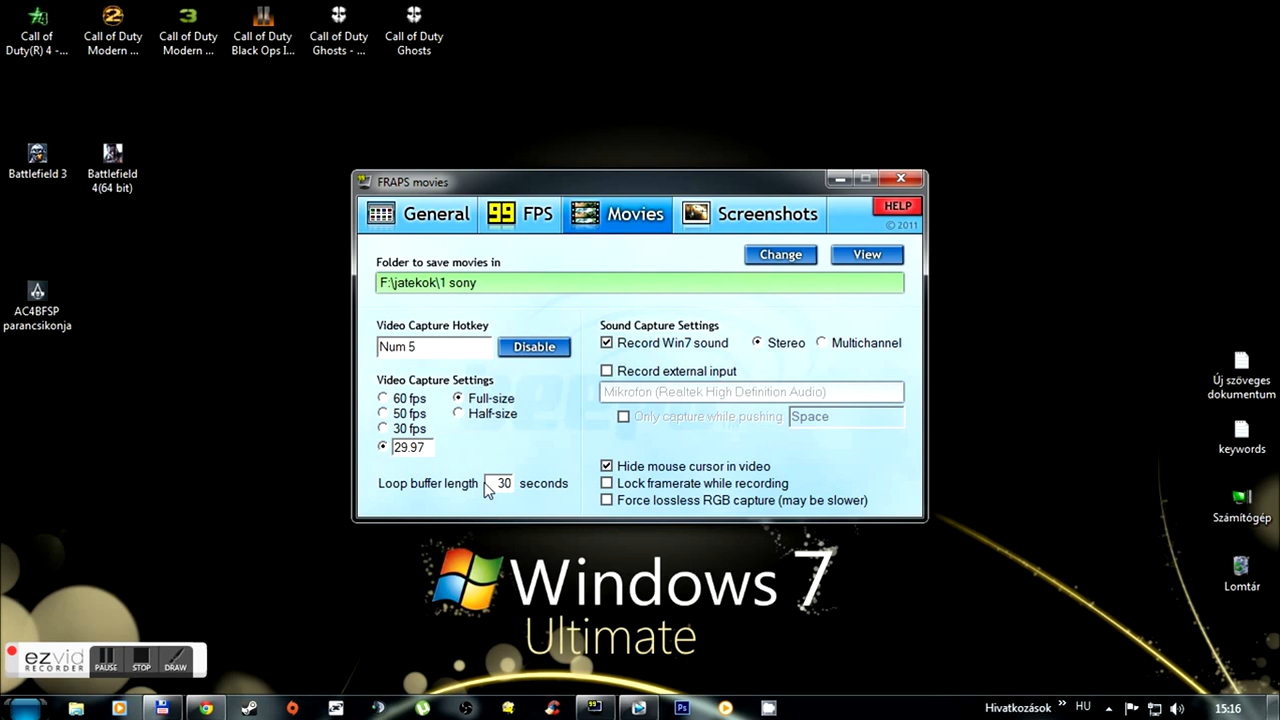 Call of
Duty(R) 4 -...
Call of Duty
Modern ...
Call of Duty
Modern ...
Call of Duty
Black Ops I...
Call of Duty
Ghosts - ...
Call of Duty
Ghosts
Battlefield 3
Battlefield
4(64 bit)
AC4BFSP
parancsikonja
FRAPS movies
General
99 FPS
Movies
Screenshots
HELP
© 2011
Folder to save movies in
Change
View
F:\jatekok\1 sony
Video Capture Hotkey
Num 5
Disable
Video Capture Settings
60 fps
50 fps
30 fps
29.97
Full-size
Half-size
Loop buffer length 30 seconds
Sound Capture Settings
Record Win7 sound
Stereo
Multichannel
Record external input
Mikrofon (Realtek High Definition Audio)
Only capture while pushing
Space
Hide mouse cursor in video
Lock framerate while recording
Force lossless RGB capture (may be slower)
Új szöveges
dokumentum
keywords
Számítógép
Lomtár
Windows 7
Ultimate
ezvid
RECORDER
PAUSE
STOP
DRAW
Ps
Hivatkozások
HU
15:16